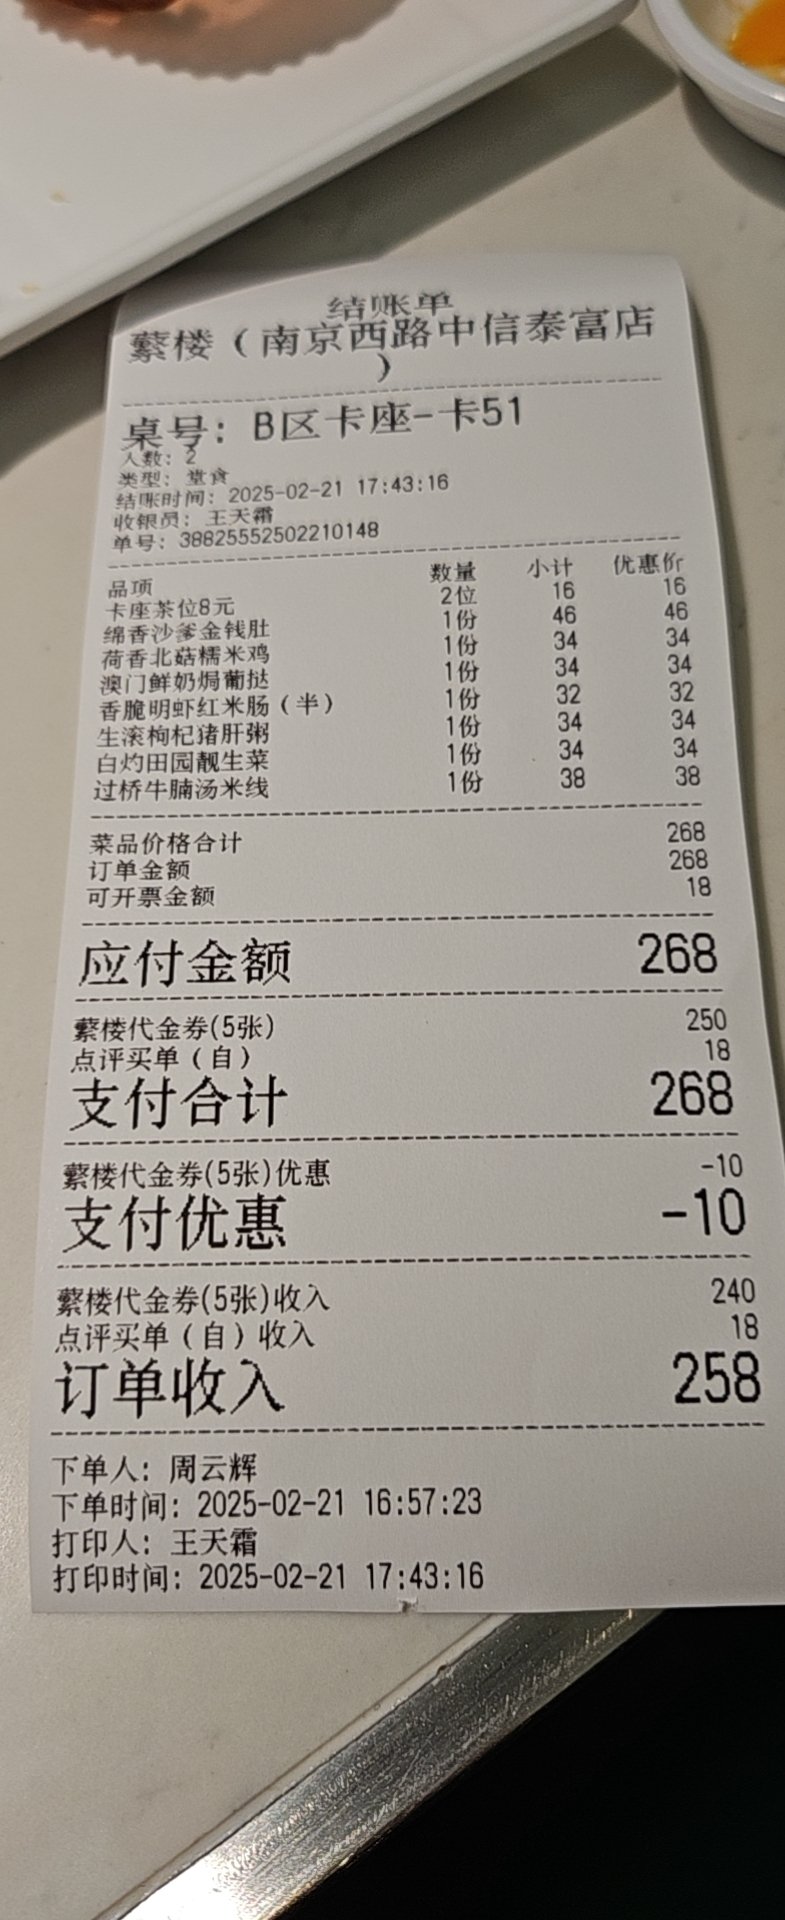 结账单
蘩楼（南京西路中信泰富店
）
桌号: B区卡座-卡51
人数: 2
类型: 堂食
结账时间: 2025-02-21 17:43:16
收银员: 王天霜
单号: 38825552502210148
品项 数量 小计 优惠价
卡座茶位8元 2位 16 16
绵香沙爹金钱肚 1份 46 46
荷香北菇糯米鸡 1份 34 34
澳门鲜奶焗葡挞 1份 34 34
香脆明虾红米肠（半） 1份 32 32
生滚枸杞猪肝粥 1份 34 34
白灼田园靓生菜 1份 34 34
过桥牛腩汤米线 1份 38 38
菜品价格合计 268
订单金额 268
可开票金额 18
应付金额 268
蘩楼代金券(5张) 250
点评买单（自） 18
支付合计 268
蘩楼代金券(5张)优惠 -10
支付优惠 -10
蘩楼代金券(5张)收入 240
点评买单（自）收入 18
订单收入 258
下单人: 周云辉
下单时间: 2025-02-21 16:57:23
打印人: 王天霜
打印时间: 2025-02-21 17:43:16